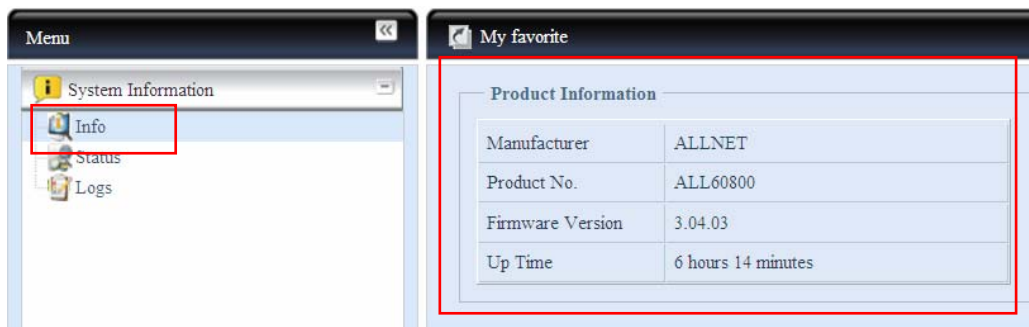 Menu
My favorite
System Information
Info
Status
Logs
Product Information
Manufacturer ALLNET
Product No. ALL60800
Firmware Version 3.04.03
Up Time 6 hours 14 minutes